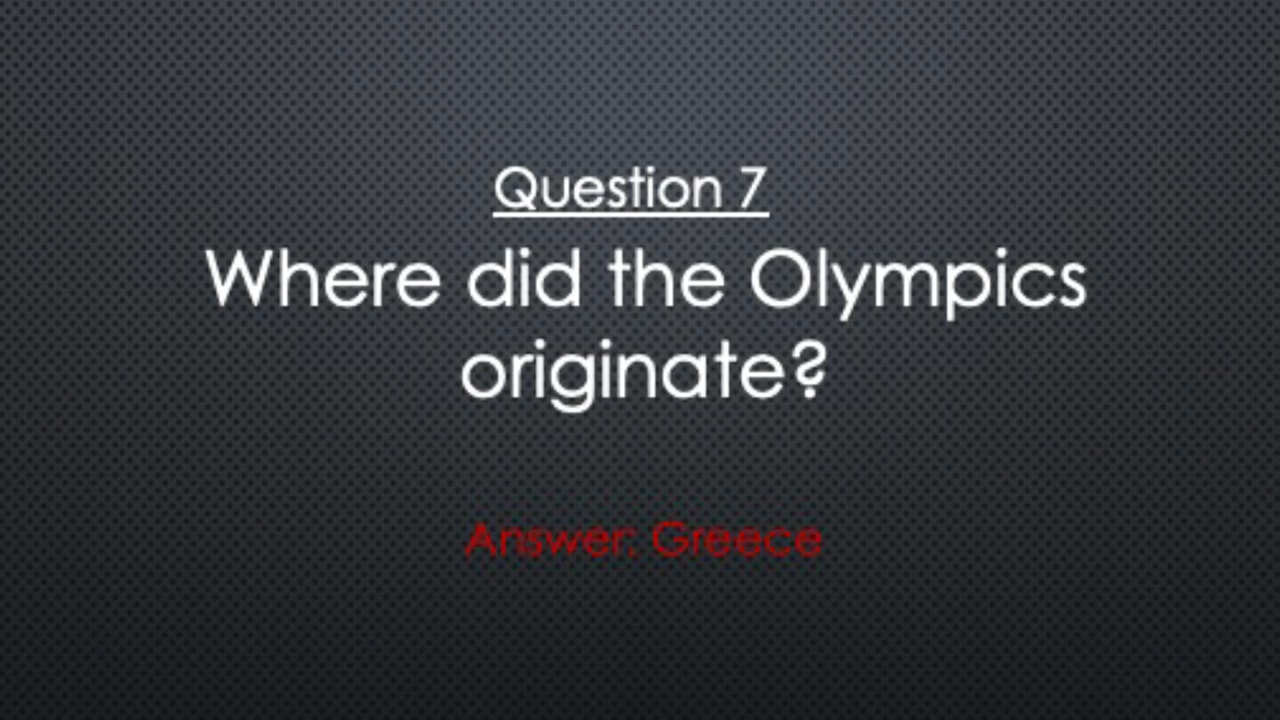 Question 7
Where did the Olympics
originate?
Answer: Greece